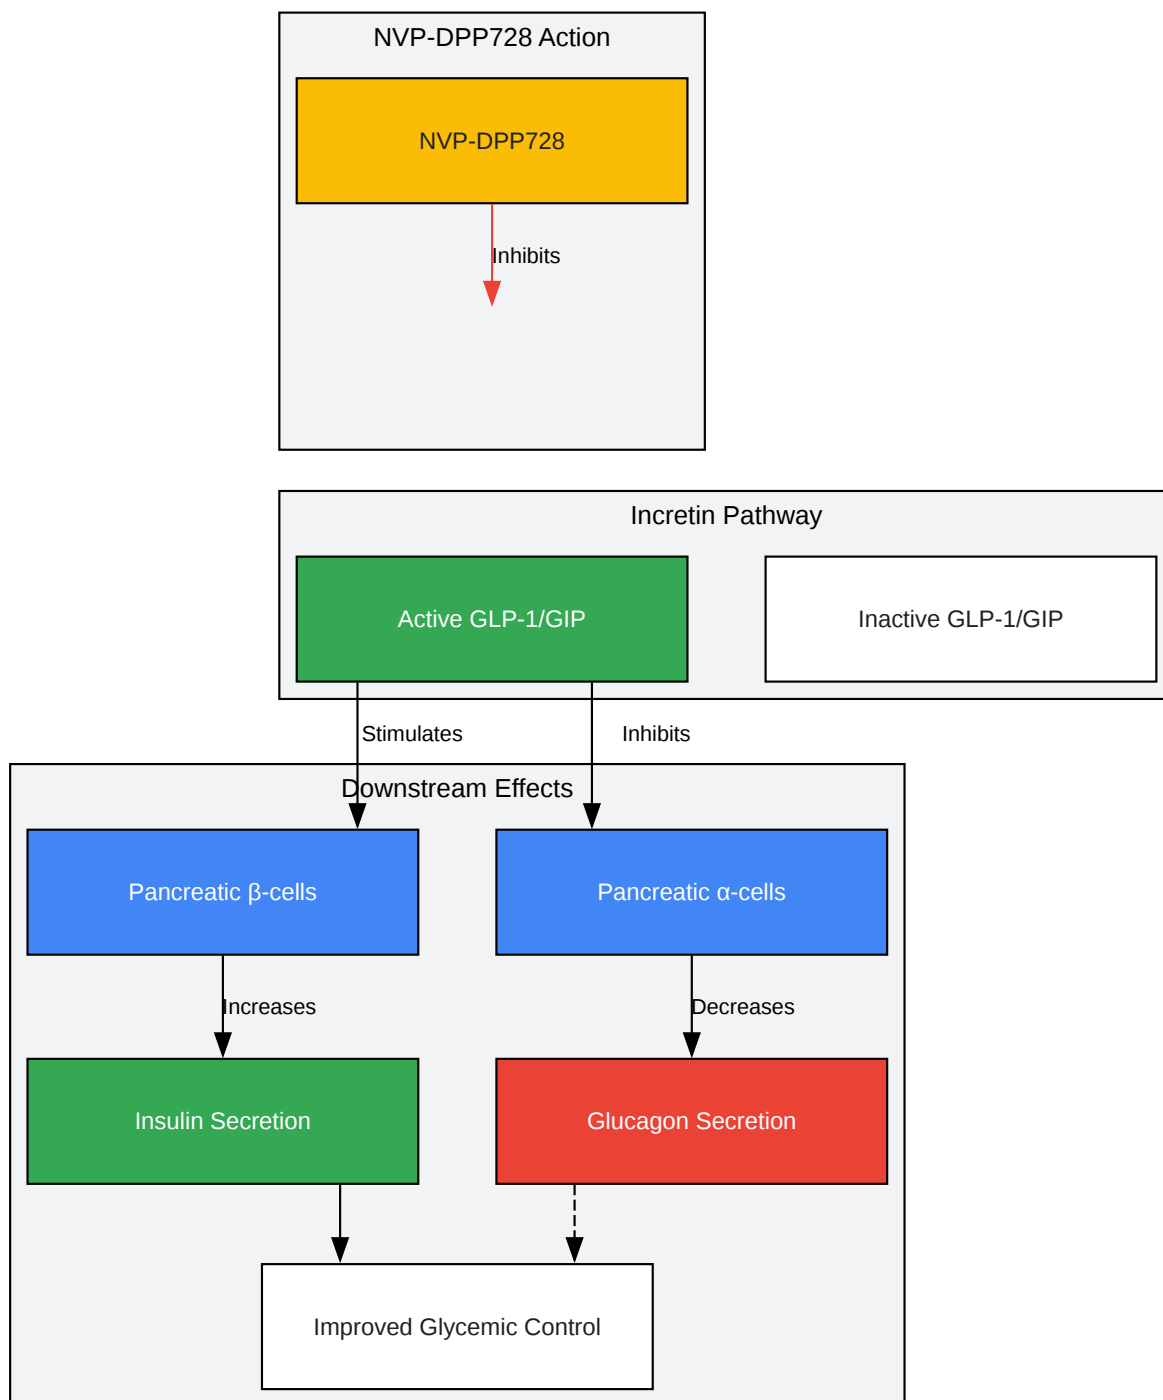 NVP-DPP728 Action
NVP-DPP728
Inhibits
Incretin Pathway
Active GLP-1/GIP
Inactive GLP-1/GIP
Stimulates
Inhibits
Downstream Effects
Pancreatic β-cells
Pancreatic α-cells
Increases
Decreases
Insulin Secretion
Glucagon Secretion
Improved Glycemic Control